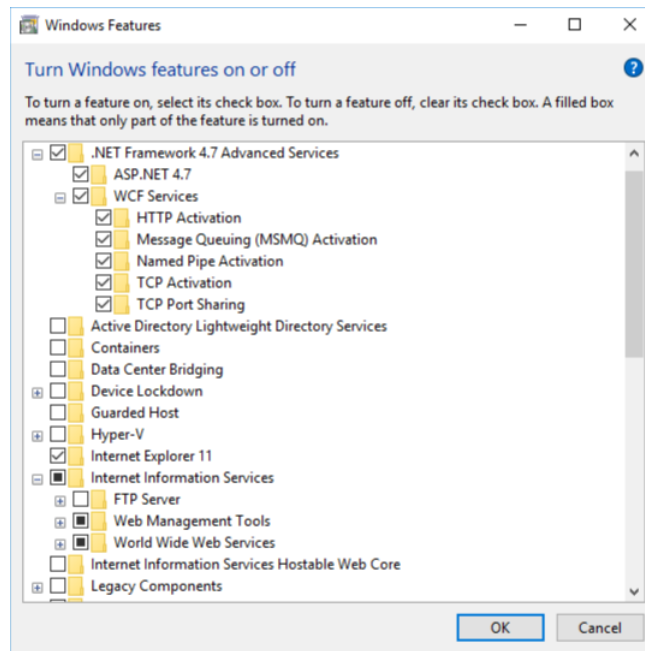 Windows Features
Turn Windows features on or off
To turn a feature on, select its check box. To turn a feature off, clear its check box. A filled box
means that only part of the feature is turned on.
.NET Framework 4.7 Advanced Services
ASP.NET 4.7
WCF Services
HTTP Activation
Message Queuing (MSMQ) Activation
Named Pipe Activation
TCP Activation
TCP Port Sharing
Active Directory Lightweight Directory Services
Containers
Data Center Bridging
Device Lockdown
Guarded Host
Hyper-V
Internet Explorer 11
Internet Information Services
FTP Server
Web Management Tools
World Wide Web Services
Internet Information Services Hostable Web Core
Legacy Components
OK Cancel